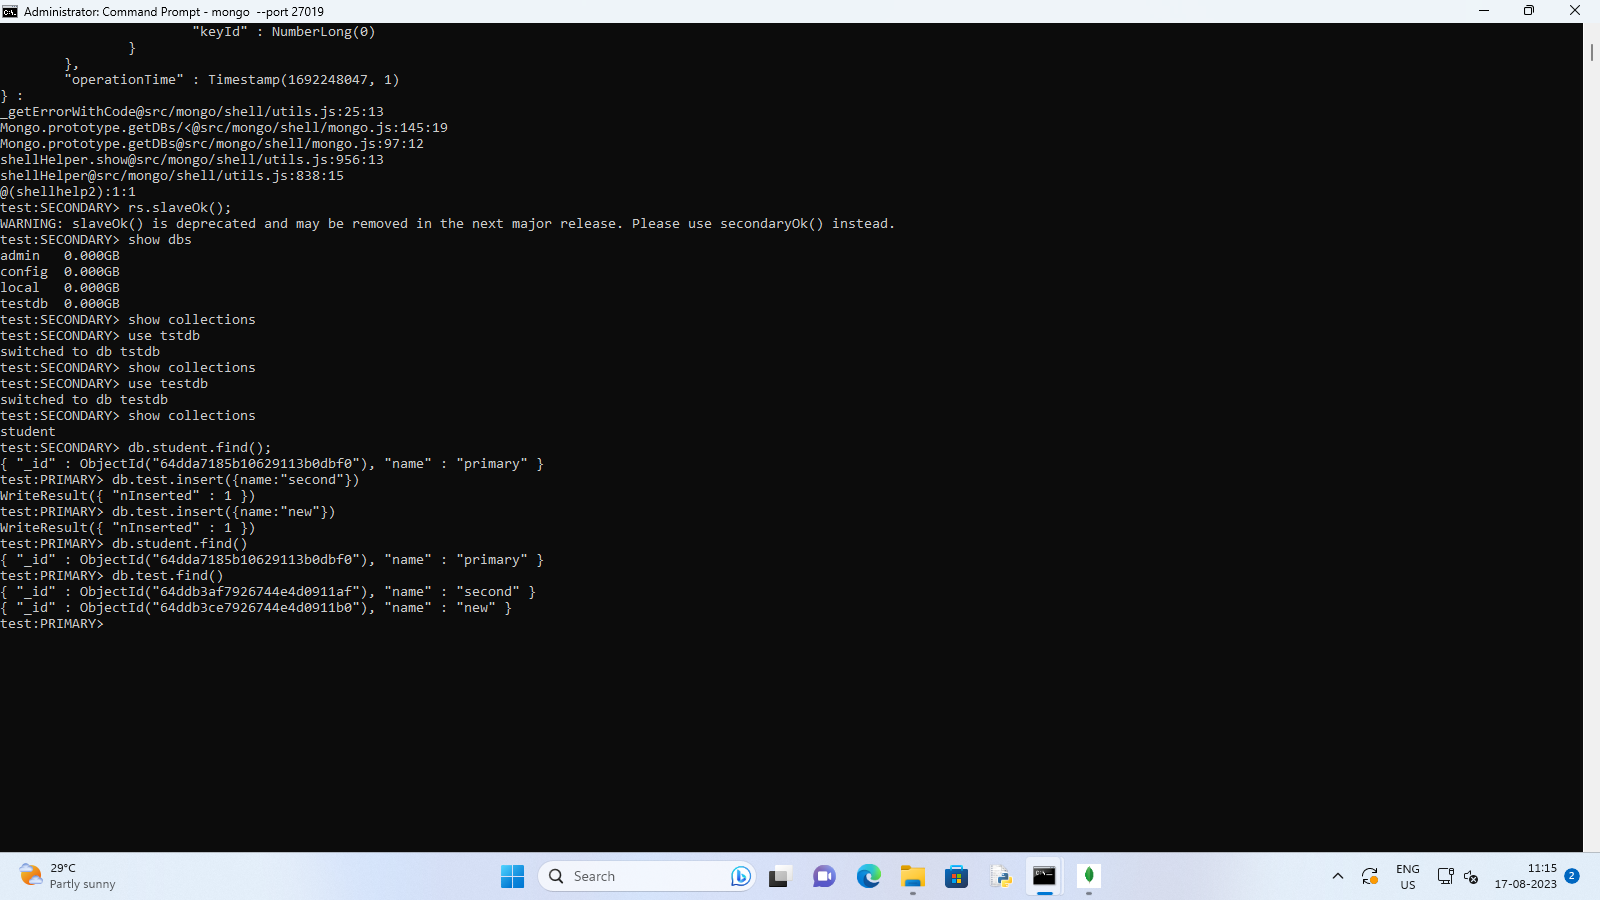 Administrator: Command Prompt - mongo  --port 27019
                        "keyId" : NumberLong(0)
                }
        },
        "operationTime" : Timestamp(1692248047, 1)
} :
_getErrorWithCode@src/mongo/shell/utils.js:25:13
Mongo.prototype.getDBs/<@src/mongo/shell/mongo.js:145:19
Mongo.prototype.getDBs@src/mongo/shell/mongo.js:97:12
shellHelper.show@src/mongo/shell/utils.js:956:13
shellHelper@src/mongo/shell/utils.js:838:15
@(shellhelp2):1:1
test:SECONDARY> rs.slaveOk();
WARNING: slaveOk() is deprecated and may be removed in the next major release. Please use secondaryOk() instead.
test:SECONDARY> show dbs
admin   0.000GB
config  0.000GB
local   0.000GB
testdb  0.000GB
test:SECONDARY> show collections
test:SECONDARY> use tstdb
switched to db tstdb
test:SECONDARY> show collections
test:SECONDARY> use testdb
switched to db testdb
test:SECONDARY> show collections
student
test:SECONDARY> db.student.find();
{ "_id" : ObjectId("64dda7185b10629113b0dbf0"), "name" : "primary" }
test:PRIMARY> db.test.insert({name:"second"})
WriteResult({ "nInserted" : 1 })
test:PRIMARY> db.test.insert({name:"new"})
WriteResult({ "nInserted" : 1 })
test:PRIMARY> db.student.find()
{ "_id" : ObjectId("64dda7185b10629113b0dbf0"), "name" : "primary" }
test:PRIMARY> db.test.find()
{ "_id" : ObjectId("64ddb3af7926744e4d0911af"), "name" : "second" }
{ "_id" : ObjectId("64ddb3ce7926744e4d0911b0"), "name" : "new" }
test:PRIMARY>
29°C
Partly sunny
Search
ENG
US
11:15
17-08-2023
2